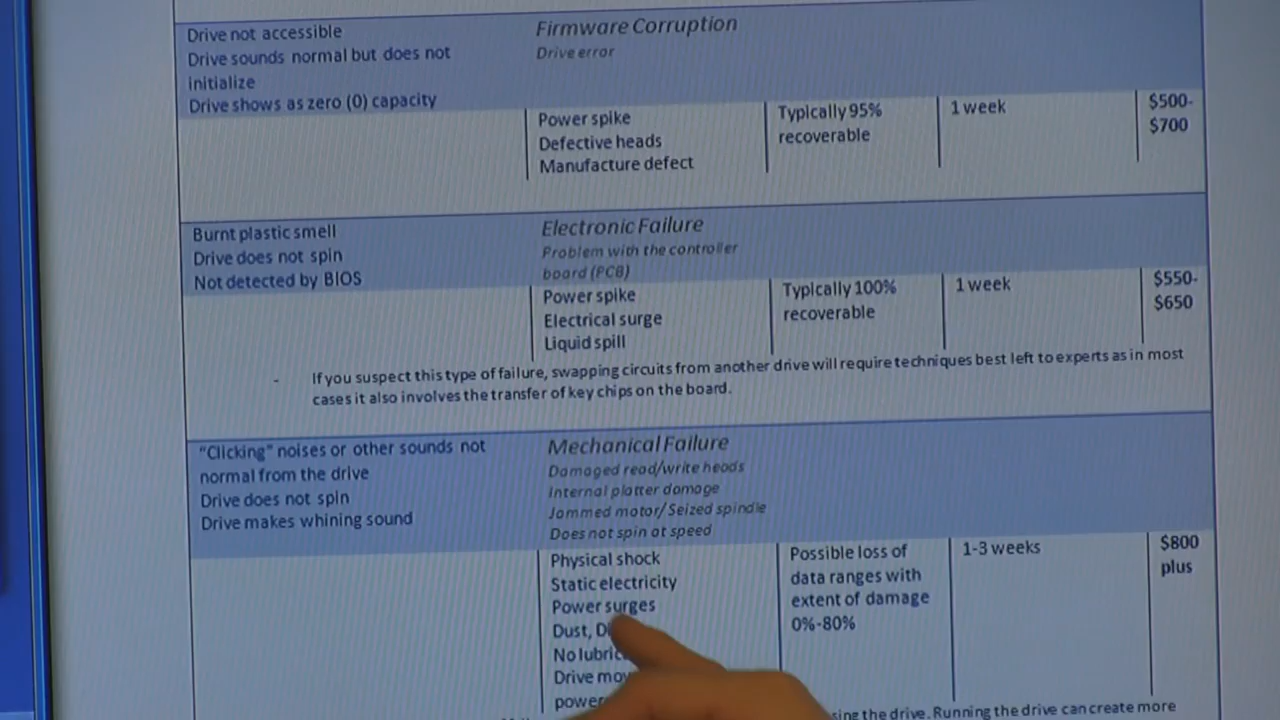 Drive not accessible
Drive sounds normal but does not
initialize
Drive shows as zero (0) capacity
Firmware Corruption
Drive error
Power spike
Defective heads
Manufacture defect
Typically 95%
recoverable
1 week
$500-
$700
Burnt plastic smell
Drive does not spin
Not detected by BIOS
Electronic Failure
Problem with the controller
board (PCB)
Power spike
Electrical surge
Liquid spill
Typically 100%
recoverable
1 week
$550-
$650
- If you suspect this type of failure, swapping circuits from another drive will require techniques best left to experts as in most
cases it also involves the transfer of key chips on the board.
"Clicking" noises or other sounds not
normal from the drive
Drive does not spin
Drive makes whining sound
Mechanical Failure
Damaged read/write heads
Internal platter damage
Jammed motor/ Seized spindle
Does not spin at speed
Physical shock
Static electricity
Power surges
Dust,
No
Drive
Possible loss of
data ranges with
extent of damage
0%-80%
1-3 weeks
$800
plus
the drive. Running the drive can create more